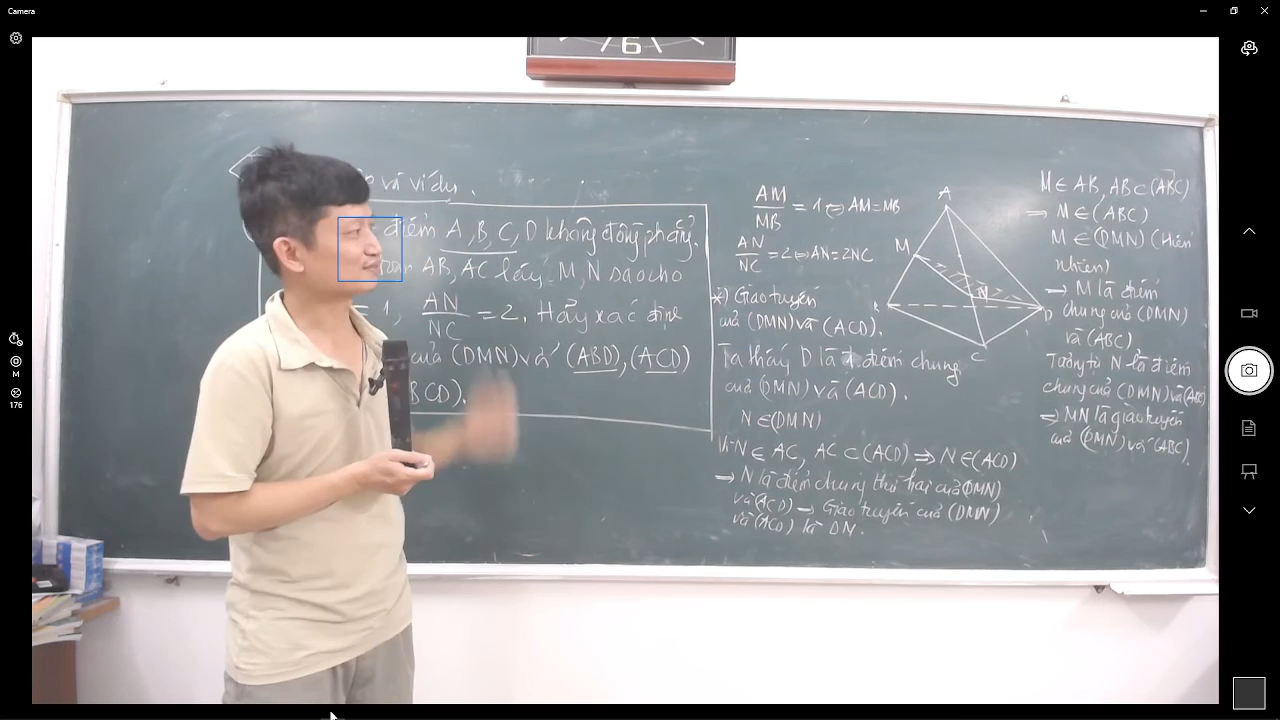 Camera
6
và ví dụ.
điểm A, B, C, D không đồng phẳng.
AB, AC lấy M, N sao cho
= 1, AN/NC = 2. Hãy xác định
của (DMN) và (ABD), (ACD)
BCD).
AM/MB = 1 ⇔ AM = MB
AN/NC = 2 ⇔ AN = 2NC
*) Giao tuyến
của (DMN) và (ACD).
Ta thấy D là 1 điểm chung
của (DMN) và (ACD).
N ∈ (DMN)
Vì N ∈ AC, AC ⊂ (ACD) ⇒ N ∈ (ACD)
⇒ N là điểm chung thứ hai của (DMN)
và (ACD) ⇒ Giao tuyến của (DMN)
và (ACD) là DN.
A
M
N
D
C
M ∈ AB, AB ⊂ (ABC)
⇒ M ∈ (ABC)
M ∈ (DMN) (Hiển
nhiên)
⇒ M là điểm
chung của (DMN)
và (ABC)
Tương tự N là điểm
chung của (DMN) và (ABC)
⇒ MN là giao tuyến
của (DMN) và (ABC).
M
176